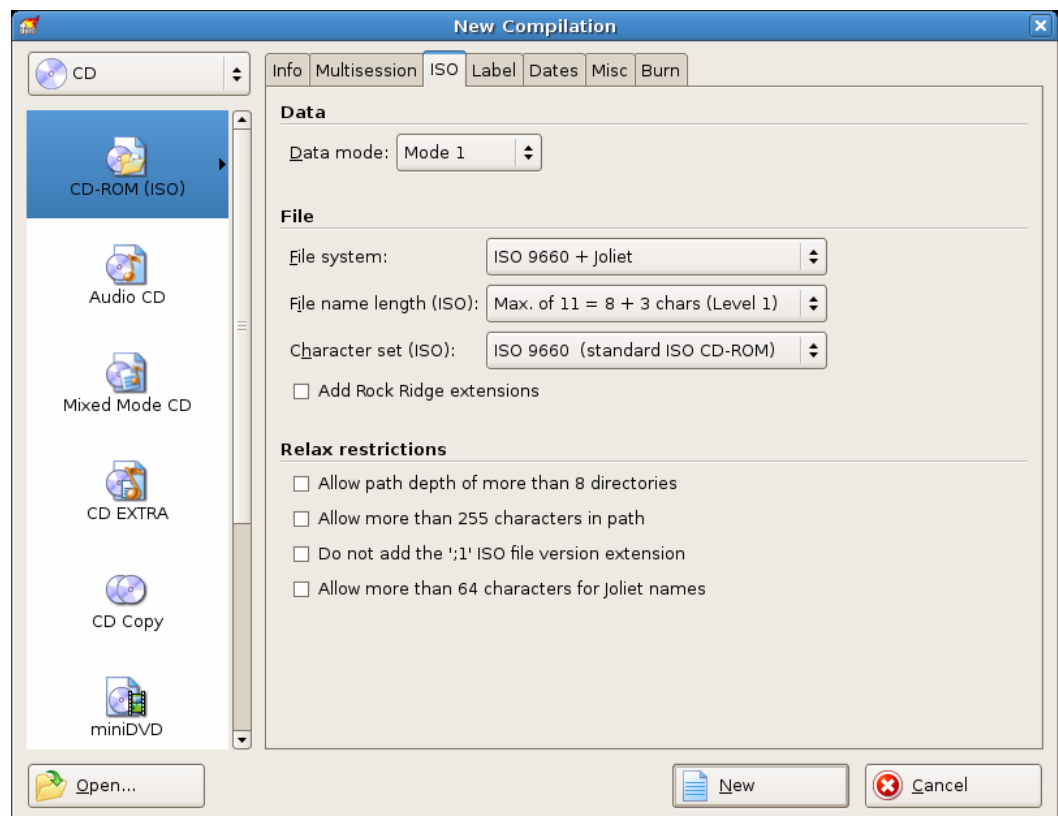 New Compilation
CD
Info Multisession ISO Label Dates Misc Burn
CD-ROM (ISO)
Audio CD
Mixed Mode CD
CD EXTRA
CD Copy
miniDVD
Data
Data mode: Mode 1
File
File system: ISO 9660 + Joliet
File name length (ISO): Max. of 11 = 8 + 3 chars (Level 1)
Character set (ISO): ISO 9660 (standard ISO CD-ROM)
Add Rock Ridge extensions
Relax restrictions
Allow path depth of more than 8 directories
Allow more than 255 characters in path
Do not add the ';1' ISO file version extension
Allow more than 64 characters for Joliet names
Open... New Cancel